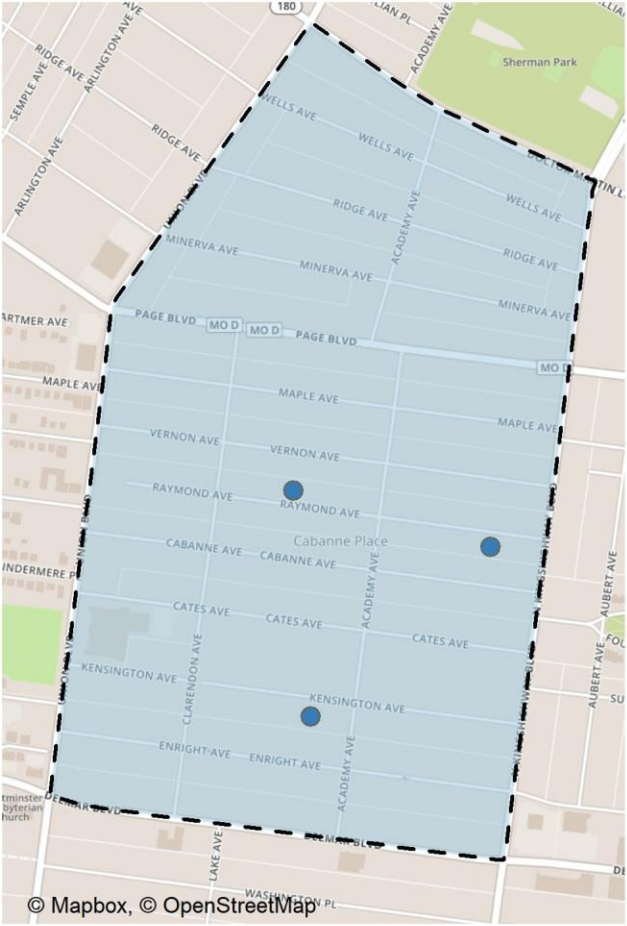 180
ACADEMY AVE
ARLINGTON AVE
RIDGE AVE
SEMPLE AVE
Sherman Park
WELLS AVE
WELLS AVE
RIDGE AVE
ARLINGTON AVE
WELLS AVE
RIDGE AVE
ACADEMY AVE
MINERVA AVE
RIDGE AVE
MINERVA AVE
MINERVA AVE
PAGE BLVD
MO D
MO D
PAGE BLVD
MO D
MAPLE AVE
MAPLE AVE
MAPLE AVE
VERNON AVE
VERNON AVE
RAYMOND AVE
RAYMOND AVE
Cabanne Place
CABANNE AVE
CABANNE AVE
ACADEMY AVE
AUBERT AVE
CATES AVE
CATES AVE
CATES AVE
CLARENDON AVE
KENSINGTON AVE
KENSINGTON AVE
AUBERT AVE
ENRIGHT AVE
ENRIGHT AVE
ACADEMY AVE
DELMAR BLVD
DELMAR BLVD
LAKE AVE
WASHINGTON PL
© Mapbox, © OpenStreetMap